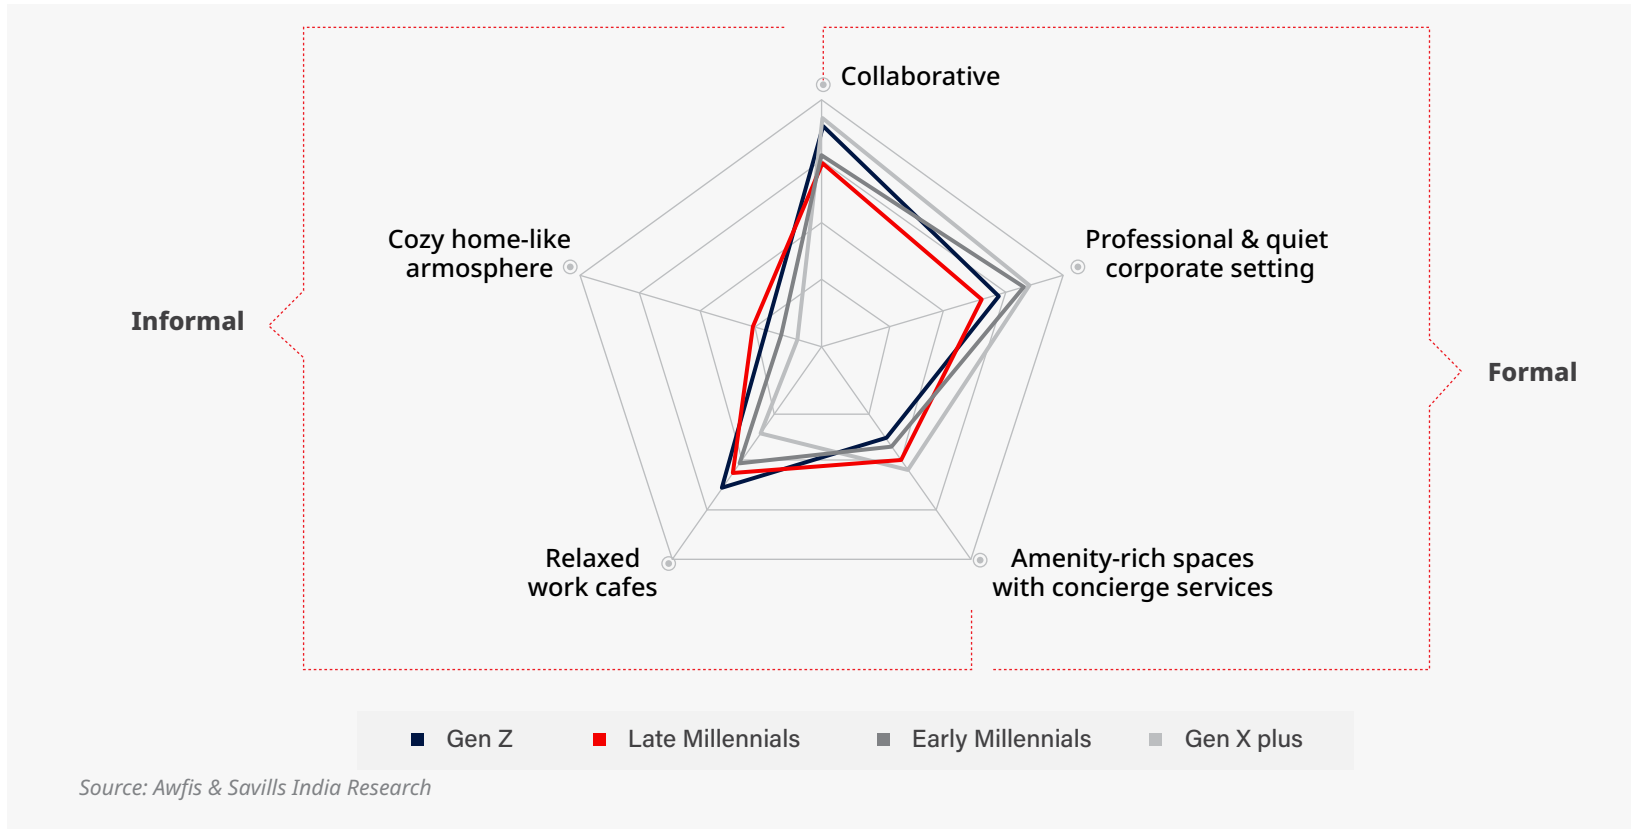 Collaborative
Cozy home-like
armosphere
Professional & quiet
corporate setting
Informal
Formal
Relaxed
work cafes
Amenity-rich spaces
with concierge services
Gen Z
Late Millennials
Early Millennials
Gen X plus
Source: Awfis & Savills India Research